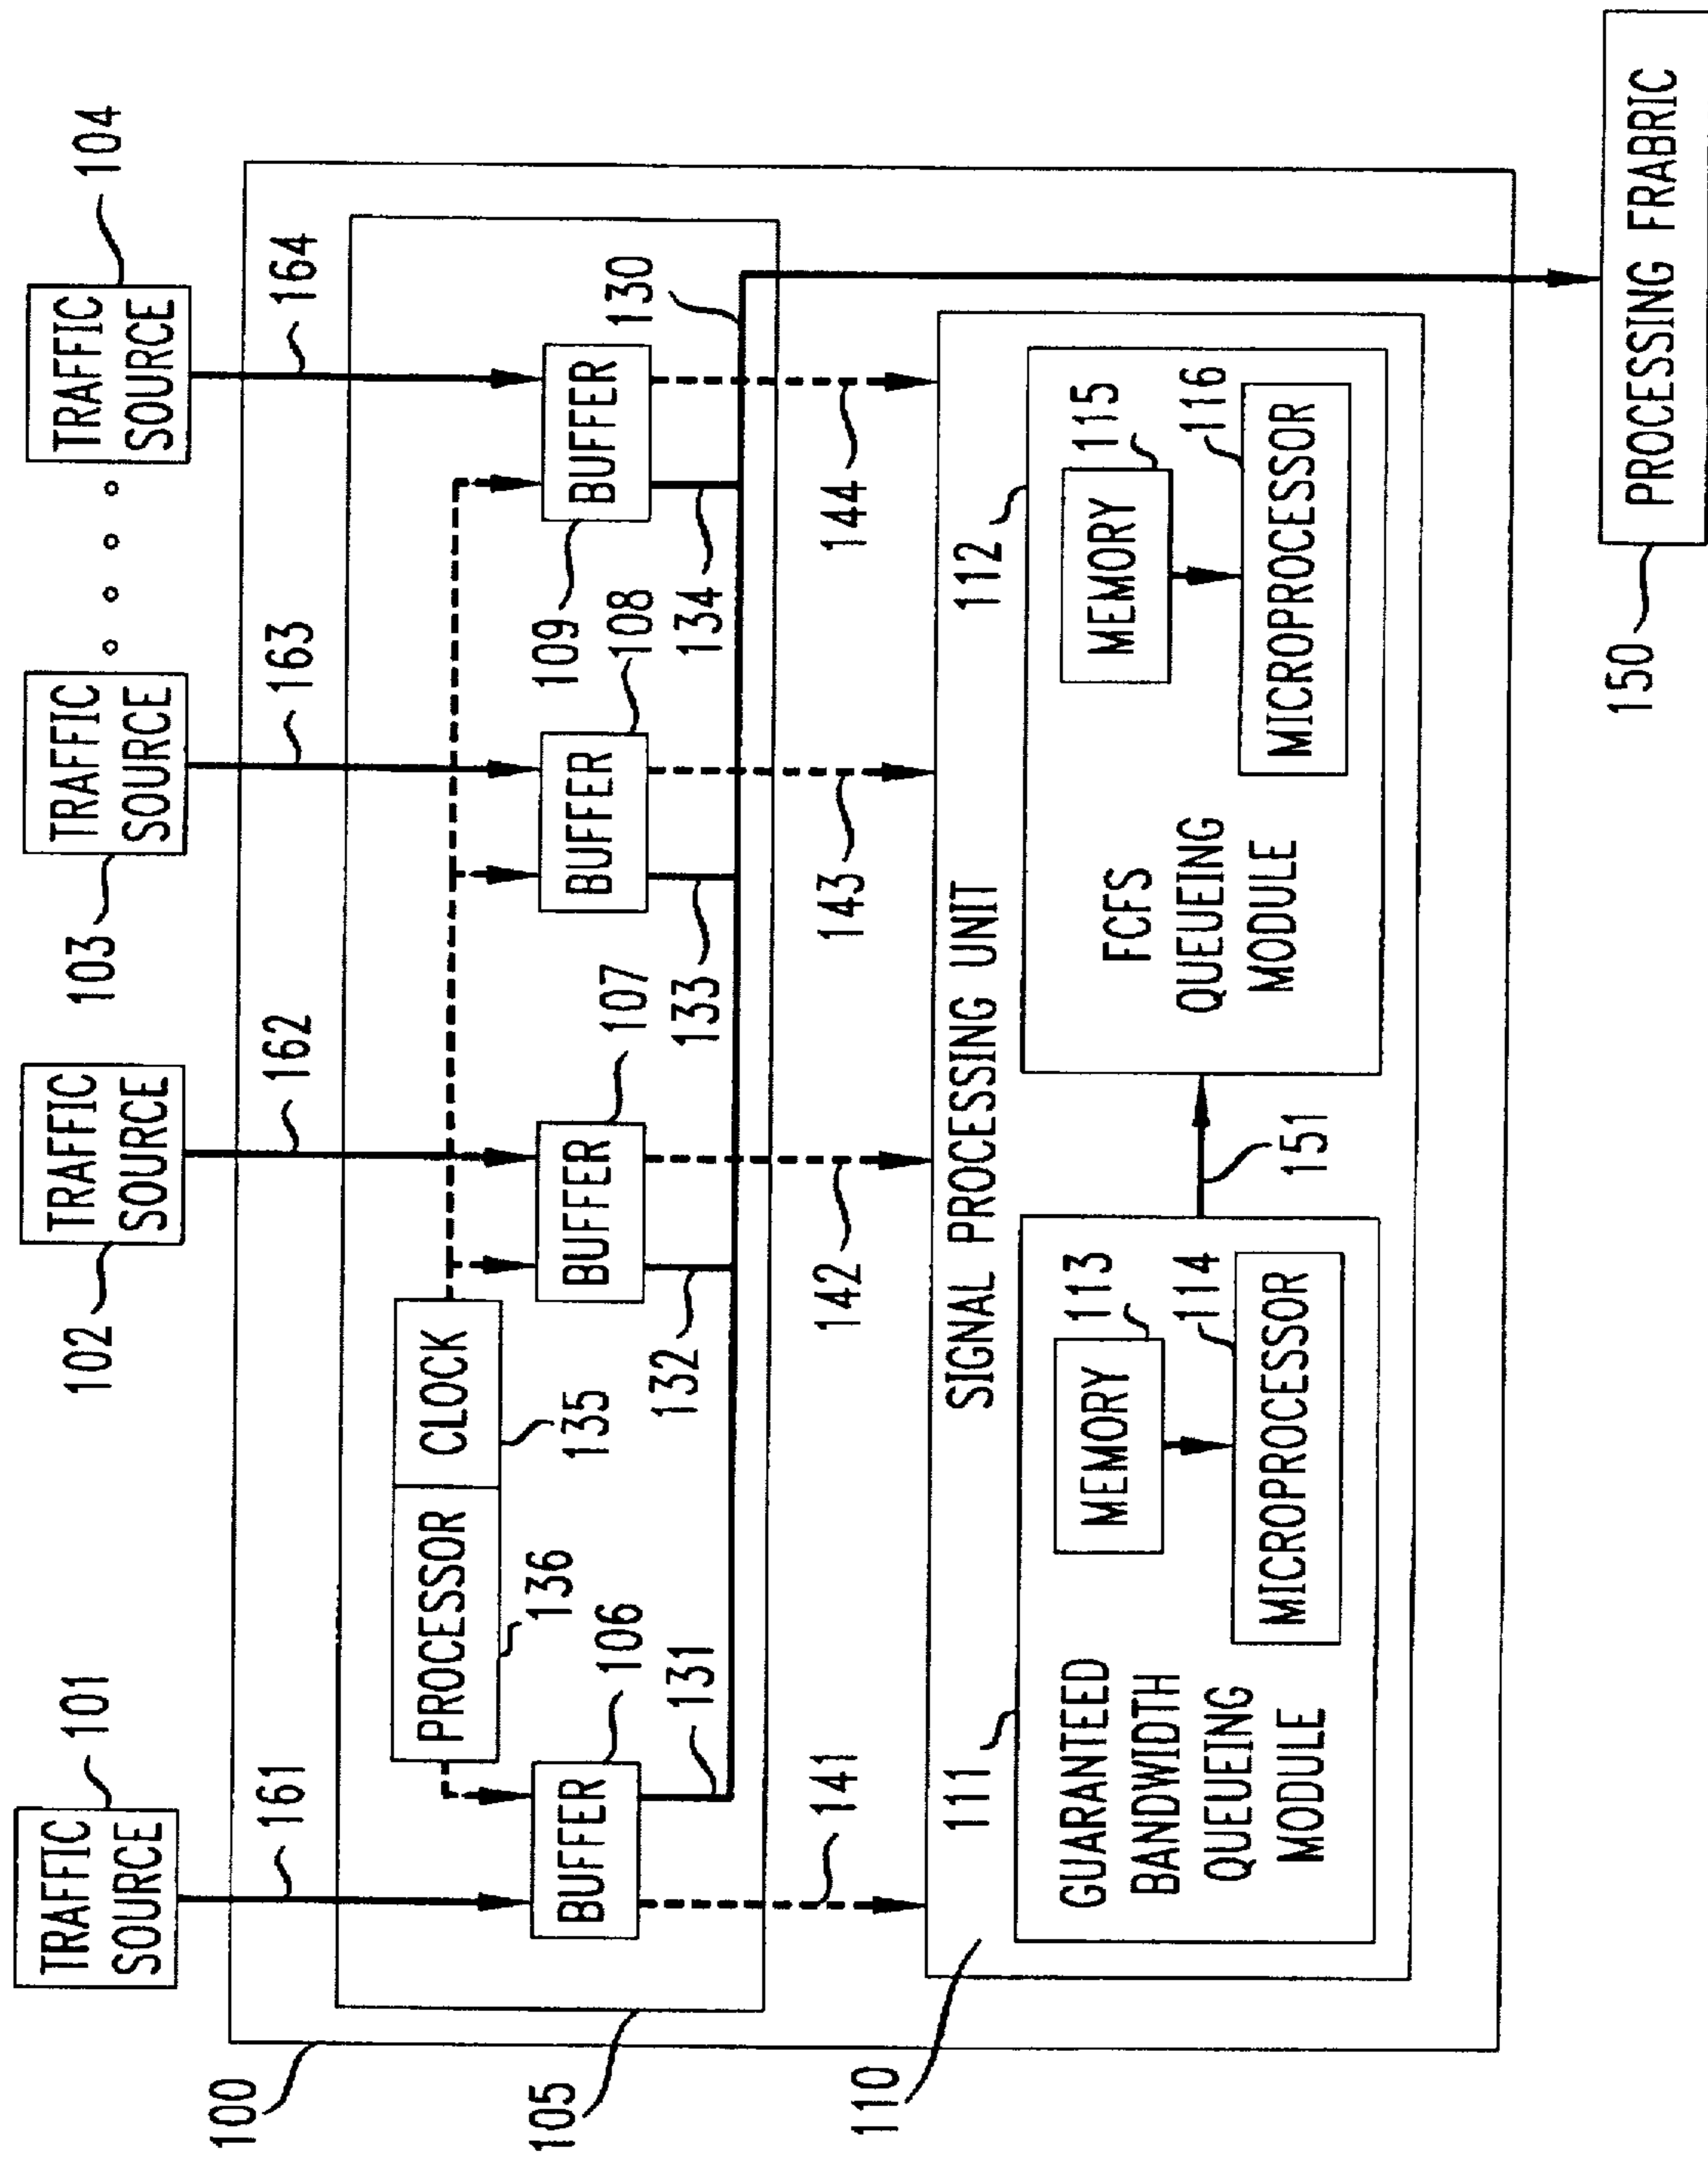 TRAFFIC
SOURCE
101
TRAFFIC
SOURCE
102
TRAFFIC
SOURCE
103
TRAFFIC
SOURCE
104
161
162
163
164
100
105
PROCESSOR
CLOCK
136
135
BUFFER
106
BUFFER
107
BUFFER
108
BUFFER
109
131
132
133
134
130
141
142
143
144
110
SIGNAL PROCESSING UNIT
111
GUARANTEED
BANDWIDTH
QUEUEING
MODULE
MEMORY
113
114
MICROPROCESSOR
151
112
FCFS
QUEUEING
MODULE
MEMORY
115
116
MICROPROCESSOR
150
PROCESSING FRABRIC